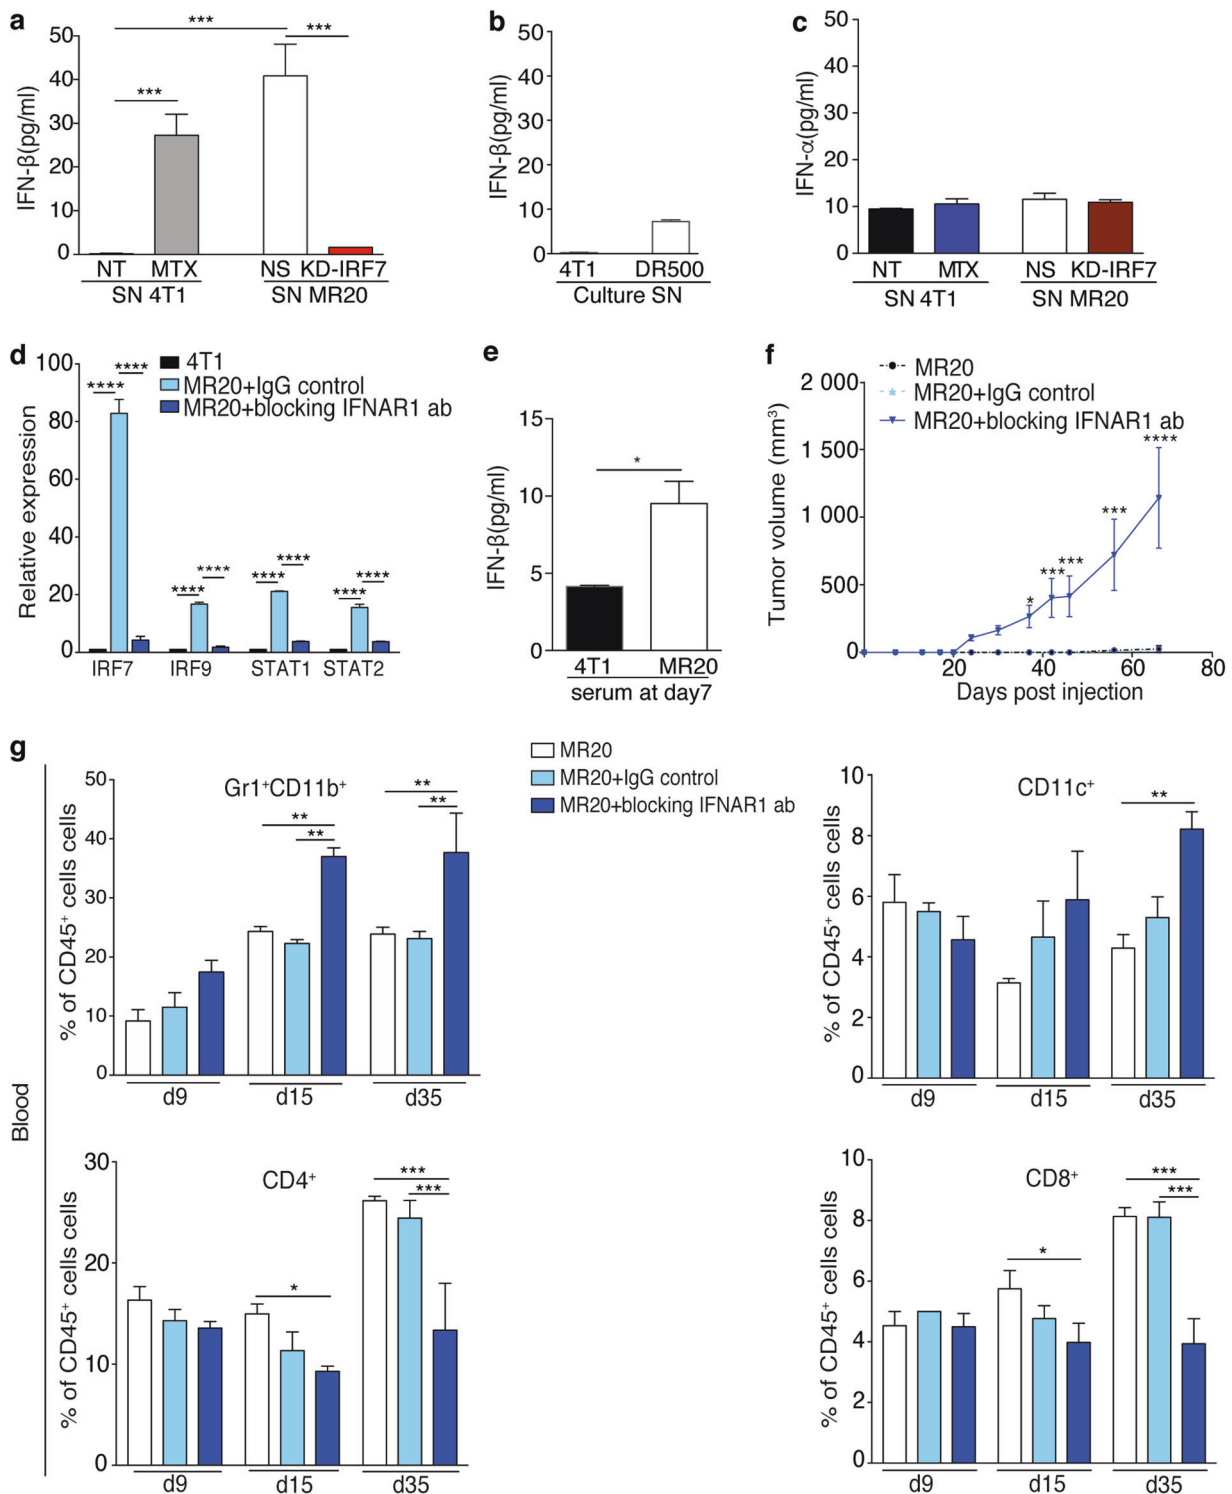 a
***
***
***
50
40
30
20
10
0
IFN-β(pg/ml)
NT MTX NS KD-IRF7
SN 4T1 SN MR20
b
50
40
30
20
10
0
IFN-β(pg/ml)
4T1 DR500
Culture SN
c
50
40
30
20
10
0
IFN-α(pg/ml)
NT MTX NS KD-IRF7
SN 4T1 SN MR20
d
100
80
60
40
20
0
Relative expression
4T1
MR20+IgG control
MR20+blocking IFNAR1 ab
**** ****
**** ****
**** ****
**** ****
IRF7 IRF9 STAT1 STAT2
e
15
10
5
0
IFN-β(pg/ml)
*
4T1 MR20
serum at day7
f
2 000
1 500
1 000
500
0
Tumor volume (mm³)
MR20
MR20+IgG control
MR20+blocking IFNAR1 ab
* *** *** *** ****
20 40 60 80
Days post injection
g
MR20
MR20+IgG control
MR20+blocking IFNAR1 ab
Blood
Gr1⁺CD11b⁺
50
40
30
20
10
0
% of CD45⁺ cells cells
**
**
**
**
d9 d15 d35
CD11c⁺
10
8
6
4
2
0
% of CD45⁺ cells cells
**
d9 d15 d35
CD4⁺
30
20
10
0
% of CD45⁺ cells cells
*
***
***
d9 d15 d35
CD8⁺
10
8
6
4
2
0
% of CD45⁺ cells cells
*
***
***
d9 d15 d35